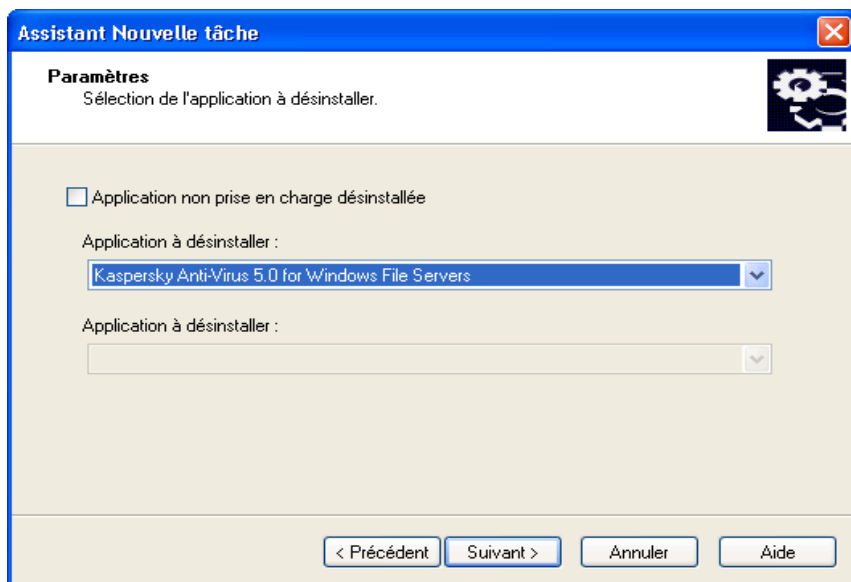 Assistant Nouvelle tâche
Paramètres
Sélection de l'application à désinstaller.
Application non prise en charge désinstallée
Application à désinstaller :
Kaspersky Anti-Virus 5.0 for Windows File Servers
Application à désinstaller :
< Précédent Suivant > Annuler Aide